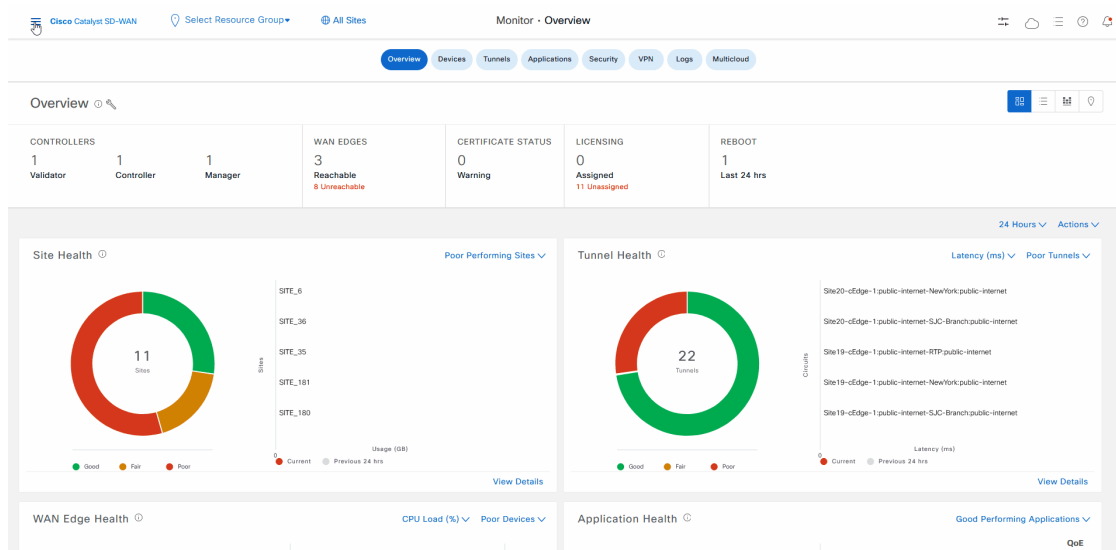 Cisco Catalyst SD-WAN Select Resource Group All Sites Monitor · Overview
Overview Devices Tunnels Applications Security VPN Logs Multicloud
Overview
CONTROLLERS WAN EDGES CERTIFICATE STATUS LICENSING REBOOT
1 1 1 3 0 0 1
Validator Controller Manager Reachable Warning Assigned Last 24 hrs
8 Unreachable 11 Unassigned
24 Hours Actions
Site Health Poor Performing Sites
SITE_6
SITE_36
11
Sites
SITE_35
Sites
SITE_181
SITE_180
Usage (GB)
0
Current Previous 24 hrs
Good Fair Poor
View Details
Tunnel Health Latency (ms) Poor Tunnels
Site20-cEdge-1:public-internet-NewYork:public-internet
Site20-cEdge-1:public-internet-SJC-Branch:public-internet
22
Tunnels
Site19-cEdge-1:public-internet-RTP:public-internet
Circuits
Site19-cEdge-1:public-internet-NewYork:public-internet
Site19-cEdge-1:public-internet-SJC-Branch:public-internet
Latency (ms)
0
Current Previous 24 hrs
Good Fair Poor
View Details
WAN Edge Health CPU Load (%) Poor Devices
Application Health Good Performing Applications
QoE